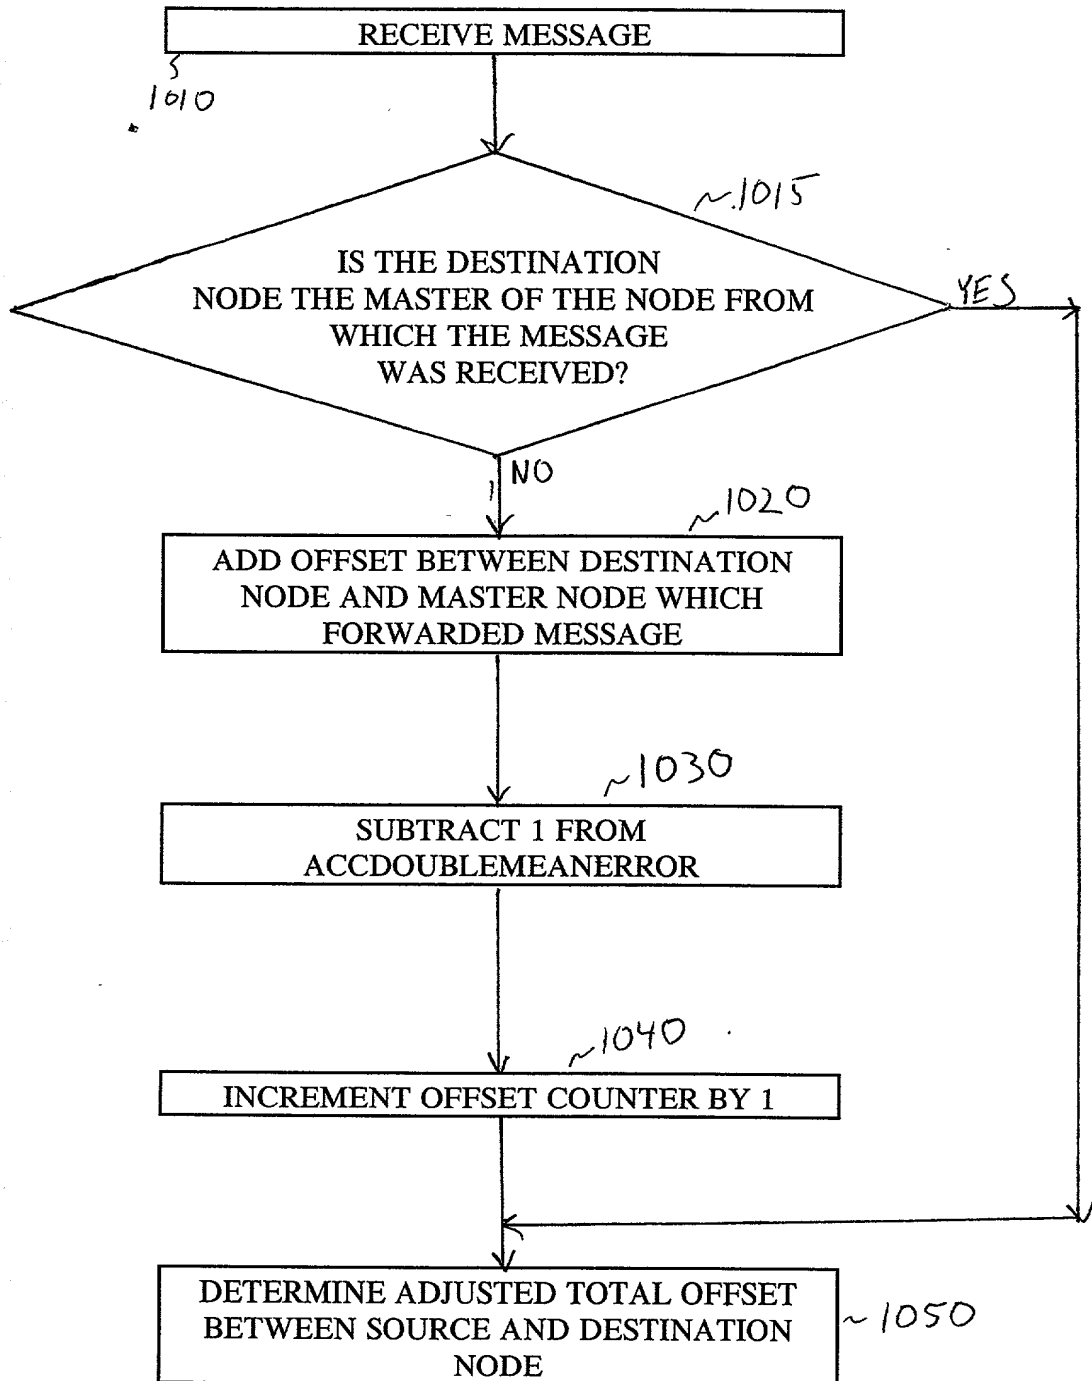 RECEIVE MESSAGE
1010
~1015
IS THE DESTINATION
NODE THE MASTER OF THE NODE FROM
WHICH THE MESSAGE
WAS RECEIVED?
YES
NO
~1020
ADD OFFSET BETWEEN DESTINATION
NODE AND MASTER NODE WHICH
FORWARDED MESSAGE
~1030
SUBTRACT 1 FROM
ACCDOUBLEMEANERROR
~1040
INCREMENT OFFSET COUNTER BY 1
DETERMINE ADJUSTED TOTAL OFFSET
BETWEEN SOURCE AND DESTINATION
NODE
~1050